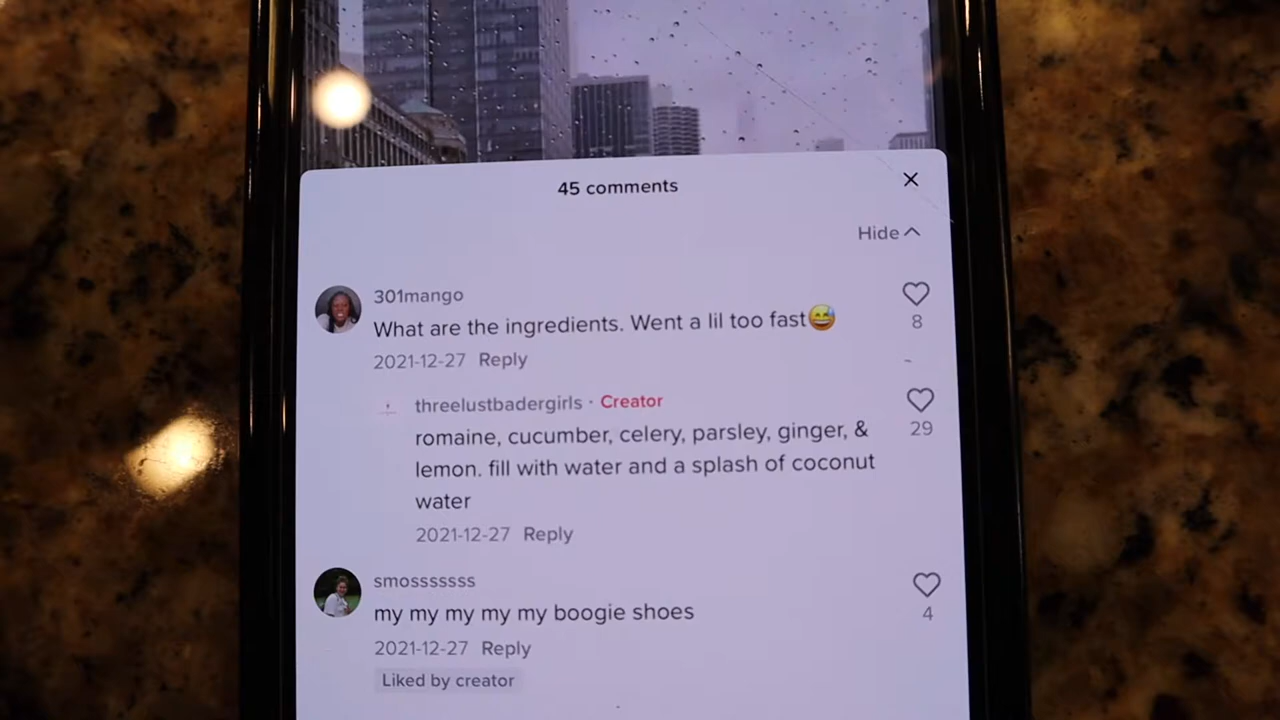 45 comments
Hide
301mango
What are the ingredients. Went a lil too fast😅
8
2021-12-27 Reply
threelustbadergirls · Creator
romaine, cucumber, celery, parsley, ginger, &
lemon. fill with water and a splash of coconut
water
29
2021-12-27 Reply
smosssssss
my my my my my boogie shoes
4
2021-12-27 Reply
Liked by creator